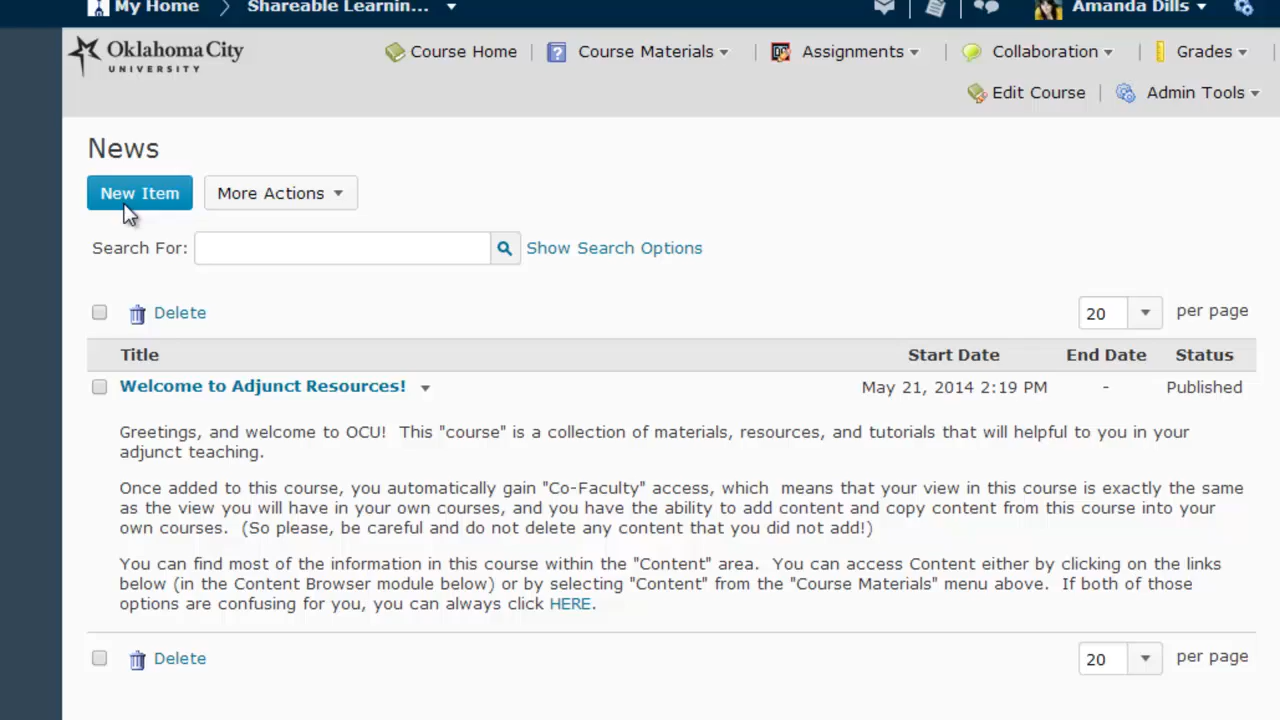 My Home Shareable Learnin... Amanda Dills
Oklahoma City
UNIVERSITY
Course Home Course Materials Assignments Collaboration Grades
Edit Course Admin Tools
News
New Item More Actions
Search For: Show Search Options
Delete 20 per page
Title Start Date End Date Status
Welcome to Adjunct Resources! May 21, 2014 2:19 PM - Published
Greetings, and welcome to OCU! This "course" is a collection of materials, resources, and tutorials that will helpful to you in your
adjunct teaching.
Once added to this course, you automatically gain "Co-Faculty" access, which means that your view in this course is exactly the same
as the view you will have in your own courses, and you have the ability to add content and copy content from this course into your
own courses. (So please, be careful and do not delete any content that you did not add!)
You can find most of the information in this course within the "Content" area. You can access Content either by clicking on the links
below (in the Content Browser module below) or by selecting "Content" from the "Course Materials" menu above. If both of those
options are confusing for you, you can always click HERE.
Delete 20 per page